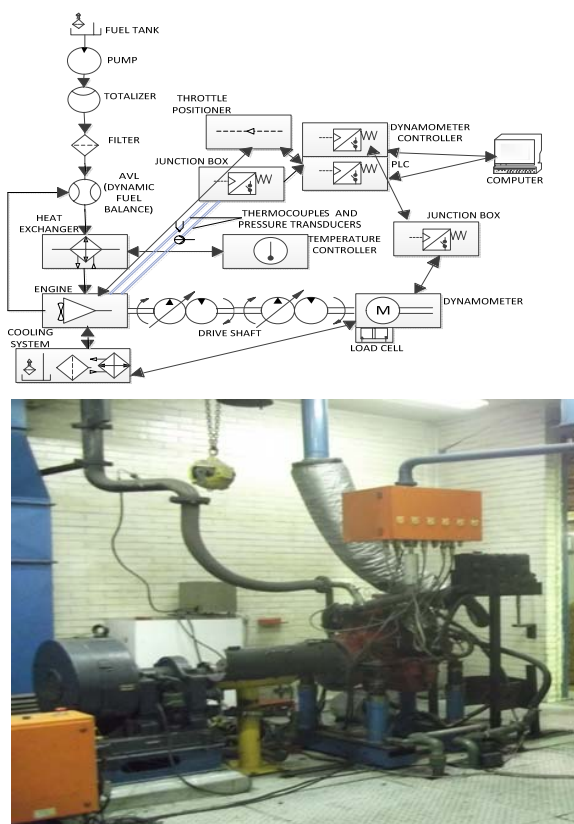 FUEL TANK
PUMP
TOTALIZER
FILTER
AVL
(DYNAMIC
FUEL
BALANCE)
HEAT
EXCHANGER
ENGINE
COOLING
SYSTEM
THROTTLE
POSITIONER
JUNCTION BOX
DYNAMOMETER
CONTROLLER
PLC
COMPUTER
JUNCTION BOX
THERMOCOUPLES AND
PRESSURE TRANSDUCERS
TEMPERATURE
CONTROLLER
DRIVE SHAFT
M
DYNAMOMETER
LOAD CELL